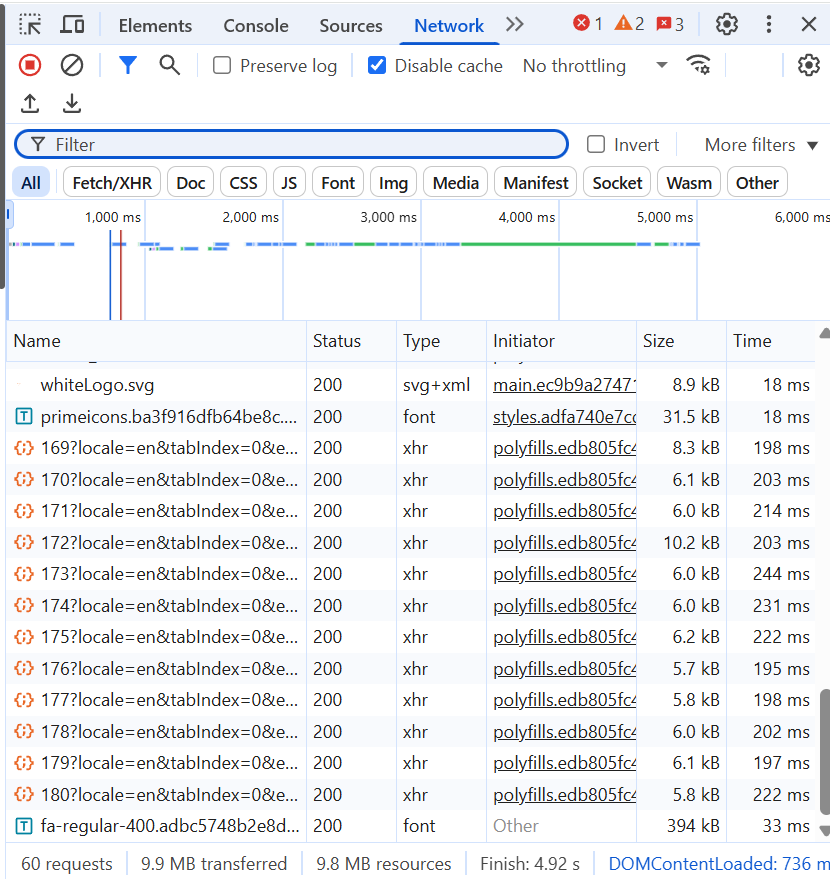 Elements Console Sources Network 1 2 3
Preserve log Disable cache No throttling
Filter Invert More filters
All Fetch/XHR Doc CSS JS Font Img Media Manifest Socket Wasm Other
1,000 ms 2,000 ms 3,000 ms 4,000 ms 5,000 ms 6,000 ms
Name Status Type Initiator Size Time
whiteLogo.svg 200 svg+xml main.ec9b9a27471 8.9 kB 18 ms
primeicons.ba3f916dfb64be8c.... 200 font styles.adfa740e7cc 31.5 kB 18 ms
169?locale=en&tabIndex=0&e... 200 xhr polyfills.edb805fc4 8.3 kB 198 ms
170?locale=en&tabIndex=0&e... 200 xhr polyfills.edb805fc4 6.1 kB 203 ms
171?locale=en&tabIndex=0&e... 200 xhr polyfills.edb805fc4 6.0 kB 214 ms
172?locale=en&tabIndex=0&e... 200 xhr polyfills.edb805fc4 10.2 kB 203 ms
173?locale=en&tabIndex=0&e... 200 xhr polyfills.edb805fc4 6.0 kB 244 ms
174?locale=en&tabIndex=0&e... 200 xhr polyfills.edb805fc4 6.0 kB 231 ms
175?locale=en&tabIndex=0&e... 200 xhr polyfills.edb805fc4 6.2 kB 222 ms
176?locale=en&tabIndex=0&e... 200 xhr polyfills.edb805fc4 5.7 kB 195 ms
177?locale=en&tabIndex=0&e... 200 xhr polyfills.edb805fc4 5.8 kB 198 ms
178?locale=en&tabIndex=0&e... 200 xhr polyfills.edb805fc4 6.0 kB 202 ms
179?locale=en&tabIndex=0&e... 200 xhr polyfills.edb805fc4 6.1 kB 197 ms
180?locale=en&tabIndex=0&e... 200 xhr polyfills.edb805fc4 5.8 kB 222 ms
fa-regular-400.adbc5748b2e8d... 200 font Other 394 kB 33 ms
60 requests 9.9 MB transferred 9.8 MB resources Finish: 4.92 s DOMContentLoaded: 736 m